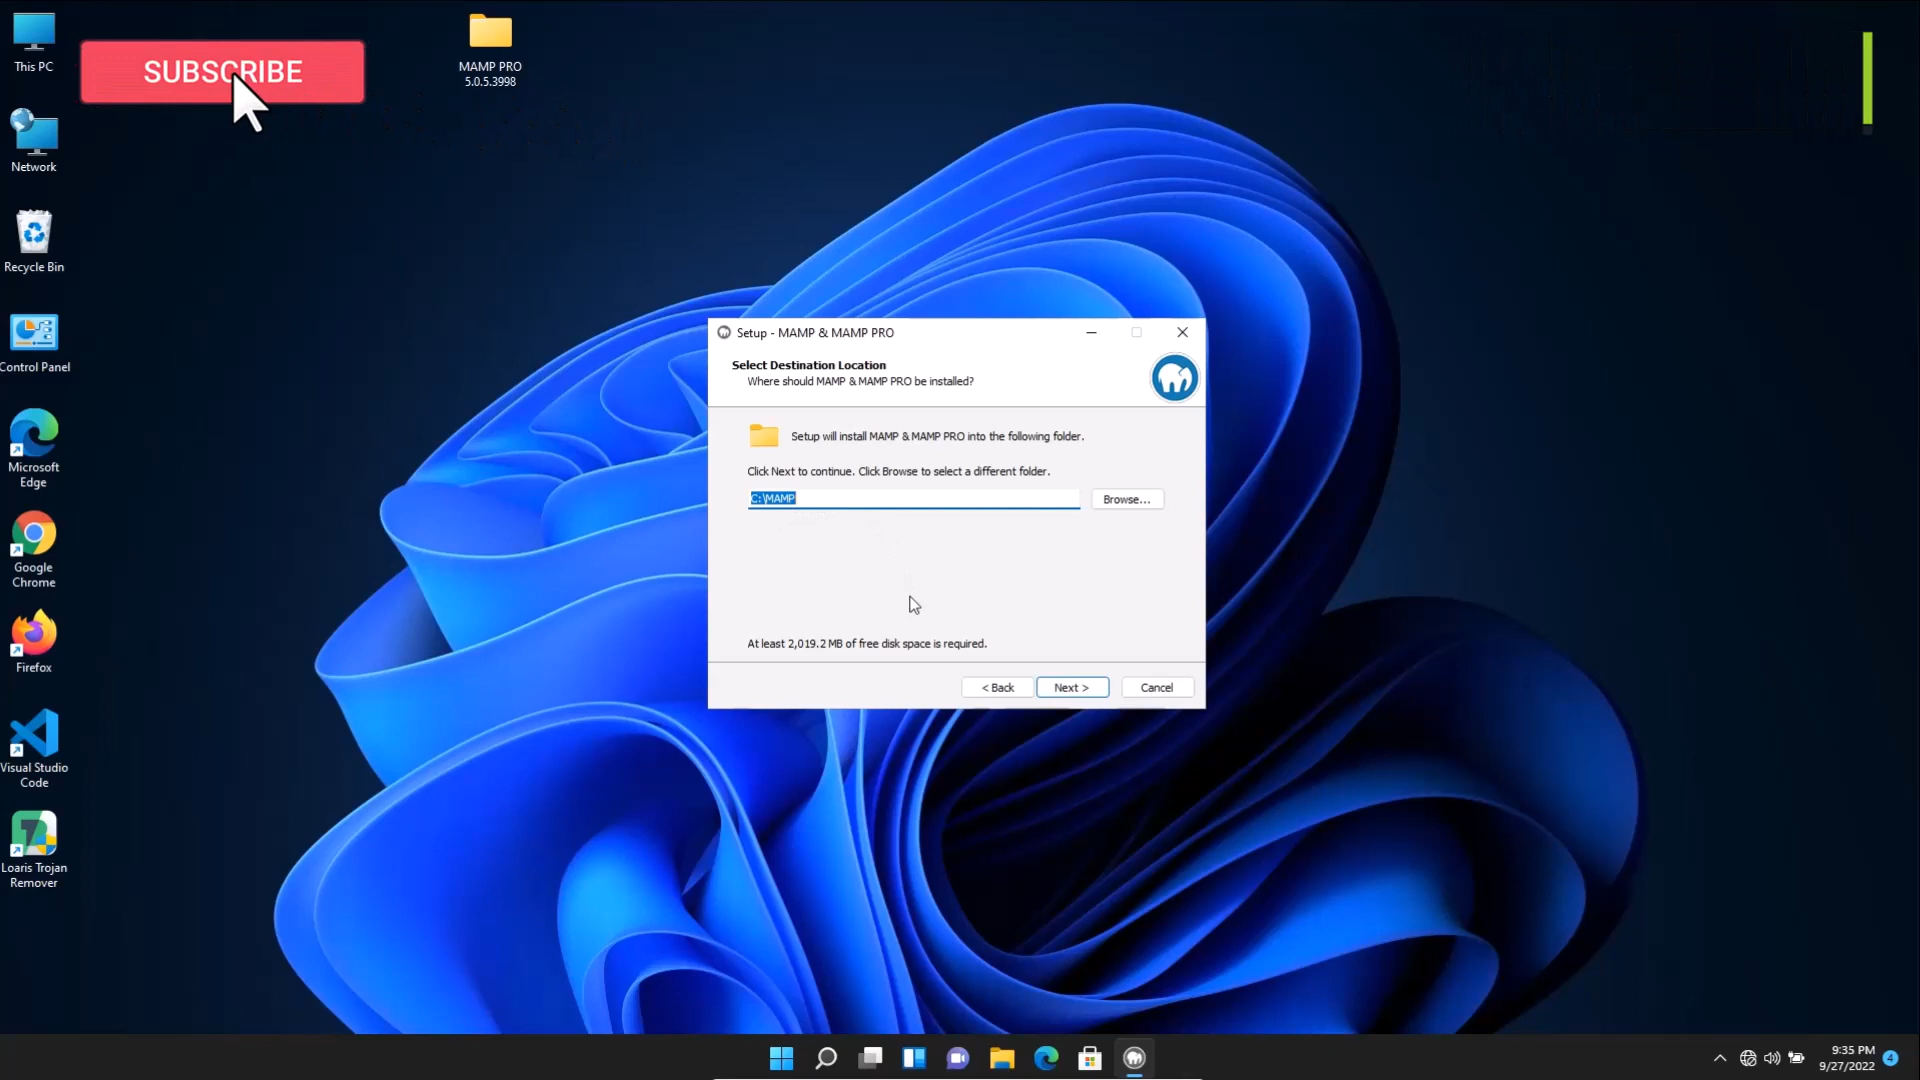 This PC
SUBSCRIBE
MAMP PRO
5.0.5.3998
Network
Recycle Bin
Control Panel
Microsoft
Edge
Google
Chrome
Firefox
Visual Studio
Code
Loaris Trojan
Remover
Setup - MAMP & MAMP PRO
Select Destination Location
Where should MAMP & MAMP PRO be installed?
Setup will install MAMP & MAMP PRO into the following folder.
Click Next to continue. Click Browse to select a different folder.
C:\MAMP
Browse...
At least 2,019.2 MB of free disk space is required.
< Back
Next >
Cancel
9:35 PM
9/27/2022
4